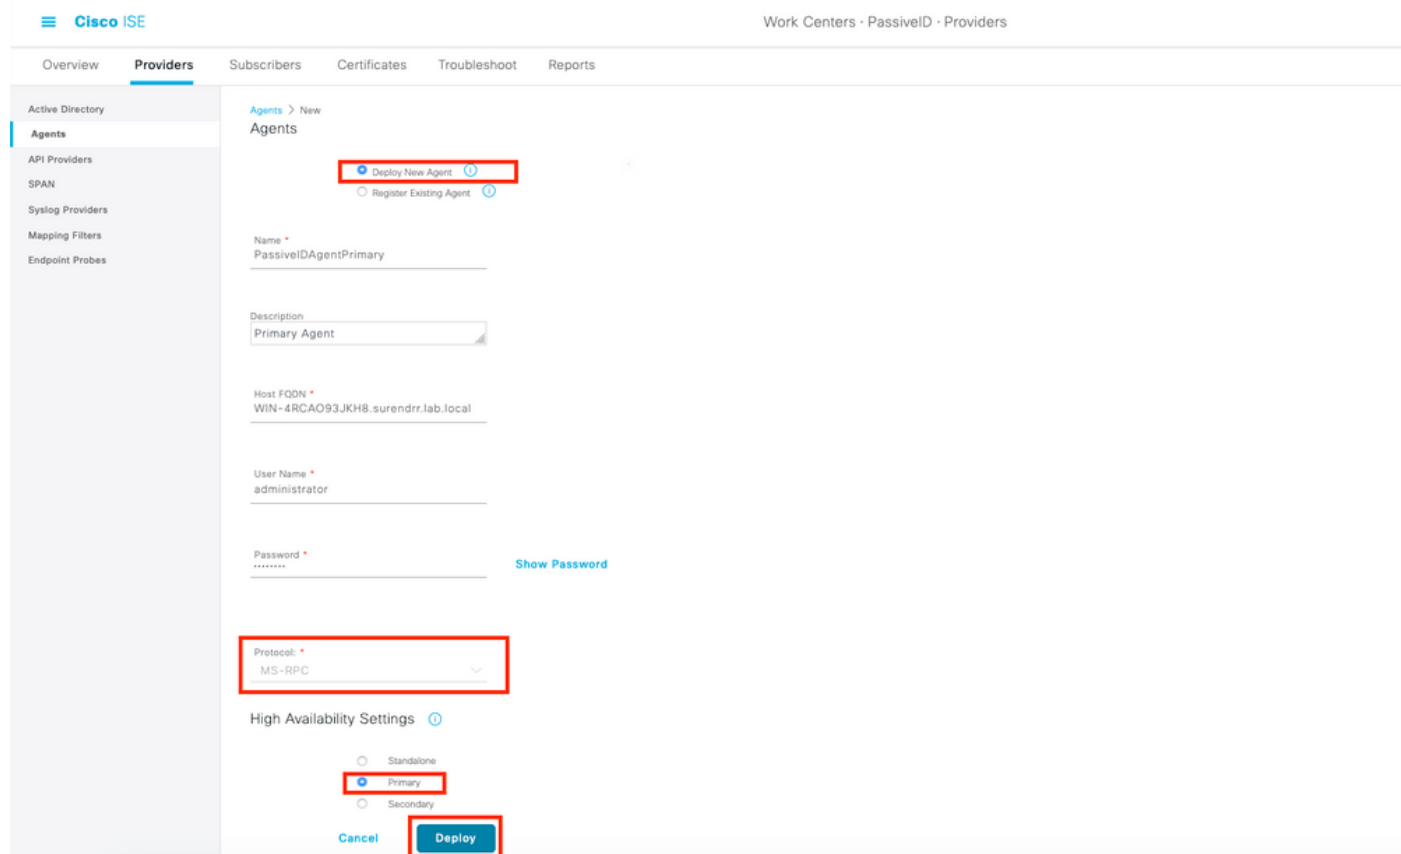 Cisco ISE
Work Centers · PassiveID · Providers
Overview Providers Subscribers Certificates Troubleshoot Reports
Active Directory
Agents
API Providers
SPAN
Syslog Providers
Mapping Filters
Endpoint Probes
Agents > New
Agents
Deploy New Agent
Register Existing Agent
Name *
PassiveIDAgentPrimary
Description
Primary Agent
Host FQDN *
WIN-4RCAO93JKH8.surendrr.lab.local
User Name *
administrator
Password *
········
Show Password
Protocol: *
MS-RPC
High Availability Settings
Standalone
Primary
Secondary
Cancel Deploy